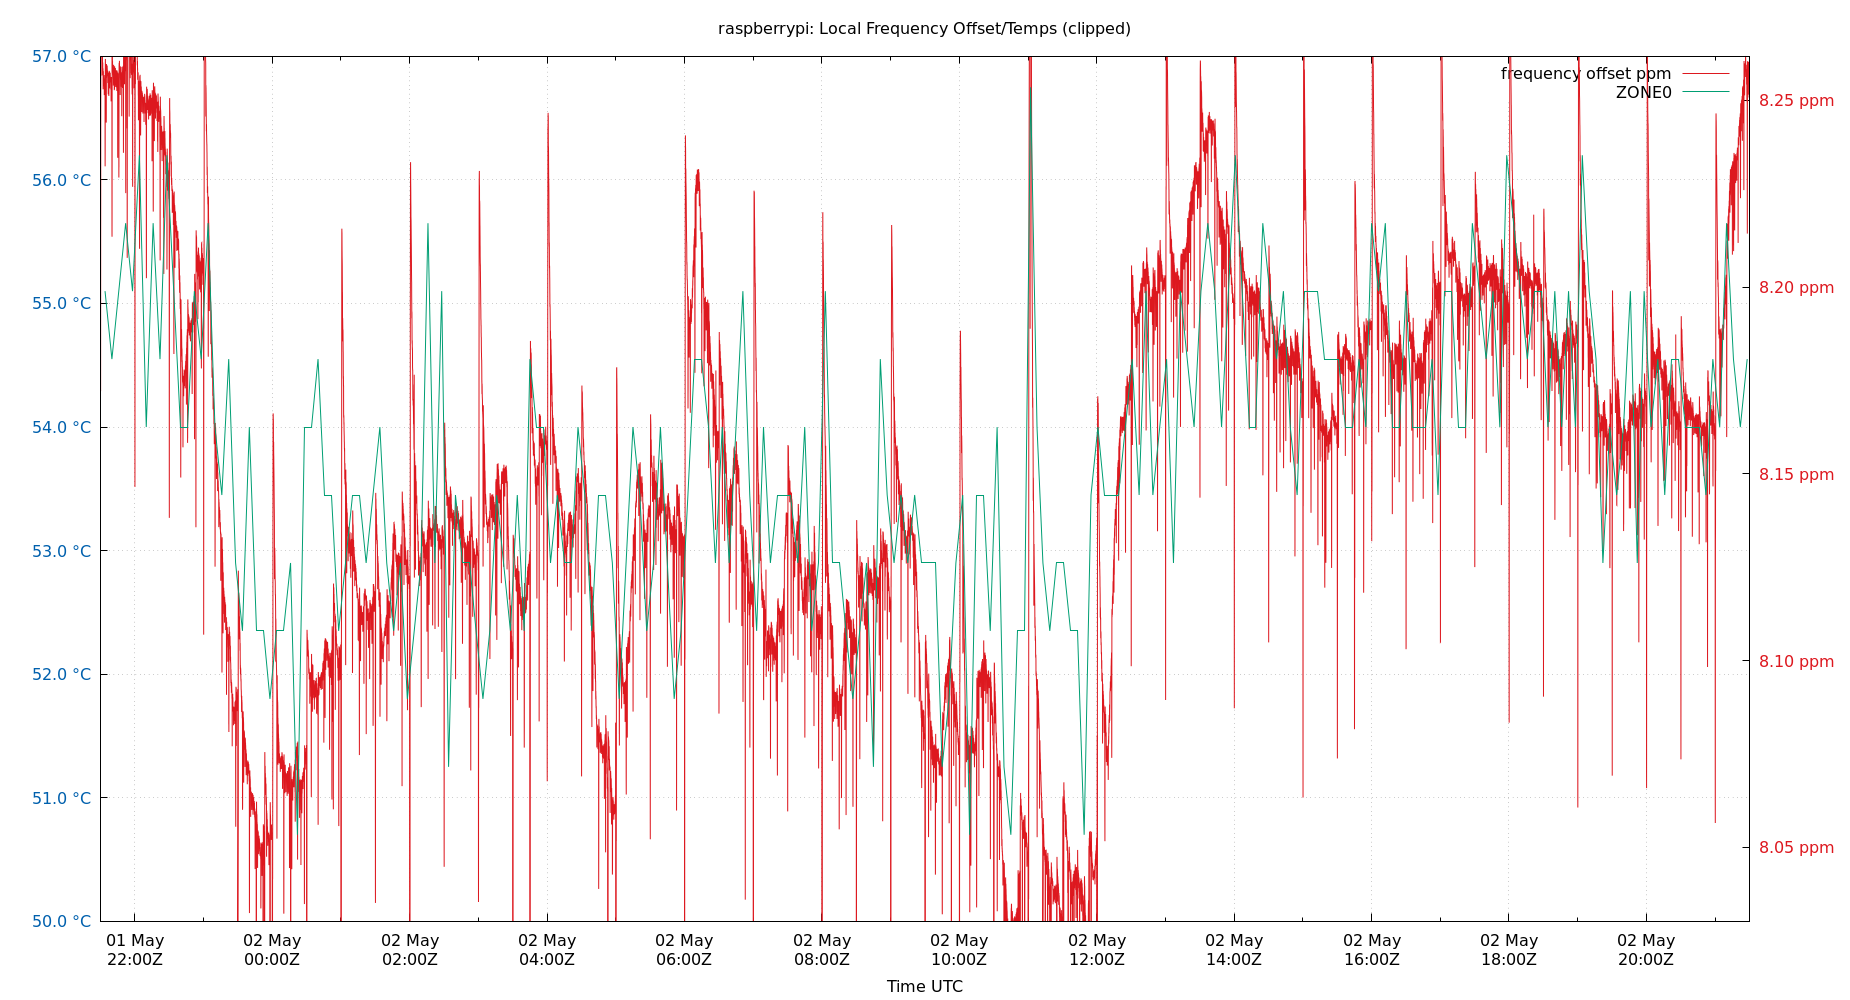 raspberrypi: Local Frequency Offset/Temps (clipped)
57.0 °C
56.0 °C
55.0 °C
54.0 °C
53.0 °C
52.0 °C
51.0 °C
50.0 °C
frequency offset ppm
ZONE0
8.25 ppm
8.20 ppm
8.15 ppm
8.10 ppm
8.05 ppm
01 May
22:00Z
02 May
00:00Z
02 May
02:00Z
02 May
04:00Z
02 May
06:00Z
02 May
08:00Z
02 May
10:00Z
02 May
12:00Z
02 May
14:00Z
02 May
16:00Z
02 May
18:00Z
02 May
20:00Z
Time UTC